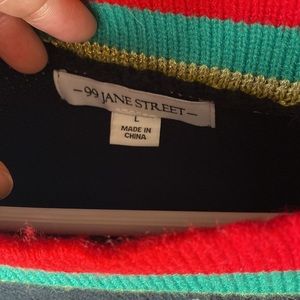 -99 JANE STREET-
L
MADE IN
CHINA